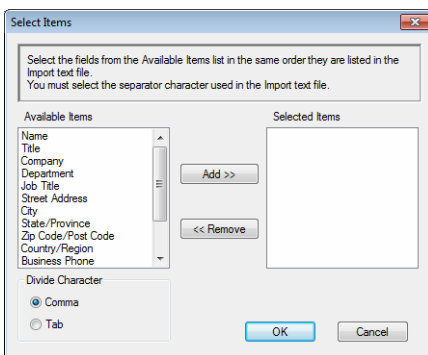 Select Items
Select the fields from the Available Items list in the same order they are listed in the
Import text file.
You must select the separator character used in the Import text file.
Available Items
Selected Items
Name
Title
Company
Department
Job Title
Street Address
City
State/Province
Zip Code/Post Code
Country/Region
Business Phone
Add >>
<< Remove
Divide Character
Comma
Tab
OK
Cancel